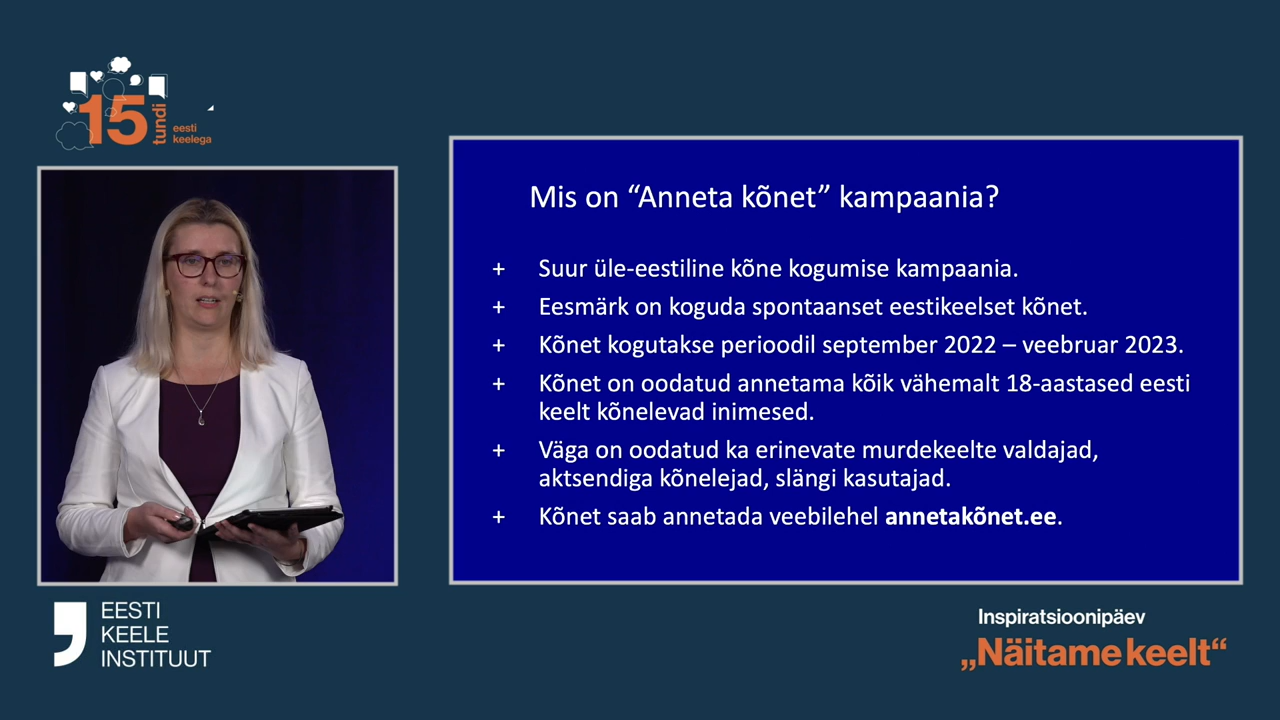 15 tundi
eesti
keelega
Mis on “Anneta kõnet” kampaania?
+ Suur üle-eestiline kõne kogumise kampaania.
+ Eesmärk on koguda spontaanset eestikeelset kõnet.
+ Kõnet kogutakse perioodil september 2022 – veebruar 2023.
+ Kõnet on oodatud annetama kõik vähemalt 18-aastased eesti
keelt kõnelevad inimesed.
+ Väga on oodatud ka erinevate murdekeelte valdajad,
aktsendiga kõnelejad, slängi kasutajad.
+ Kõnet saab annetada veebilehel annetakõnet.ee.
EESTI
KEELE
INSTITUUT
Inspiratsioonipäev
„Näitame keelt“